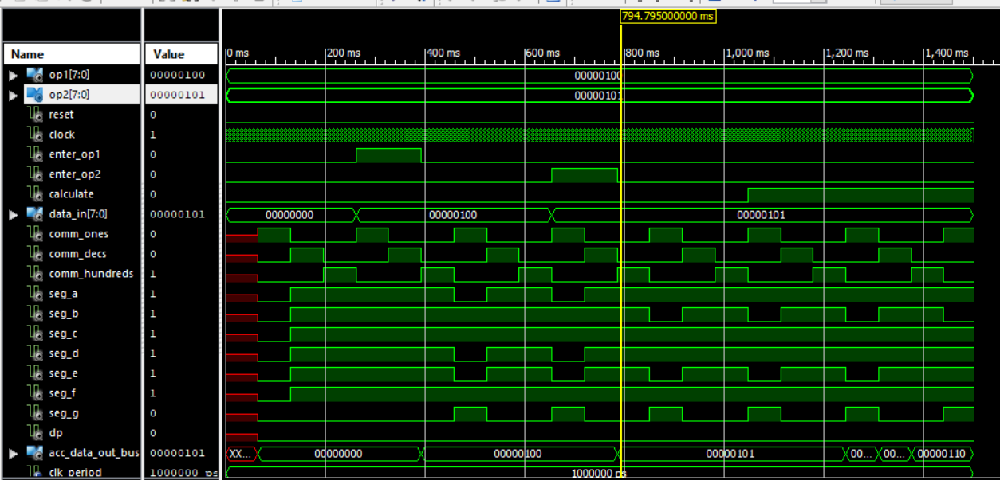 794.795000000 ms
Name Value 0 ms 200 ms 400 ms 600 ms 800 ms 1,000 ms 1,200 ms 1,400 ms
op1[7:0] 00000100 00000100
op2[7:0] 00000101 00000101
reset 0
clock 1
enter_op1 0
enter_op2 0
calculate 0
data_in[7:0] 00000101 00000000 00000100 00000101
comm_ones 0
comm_decs 0
comm_hundreds 1
seg_a 1
seg_b 1
seg_c 1
seg_d 1
seg_e 1
seg_f 1
seg_g 0
dp 0
acc_data_out_bus 00000101 XX... 00000000 00000100 00000101 00... 00... 00000110
clk_period 1000000 ps 1000000 ps